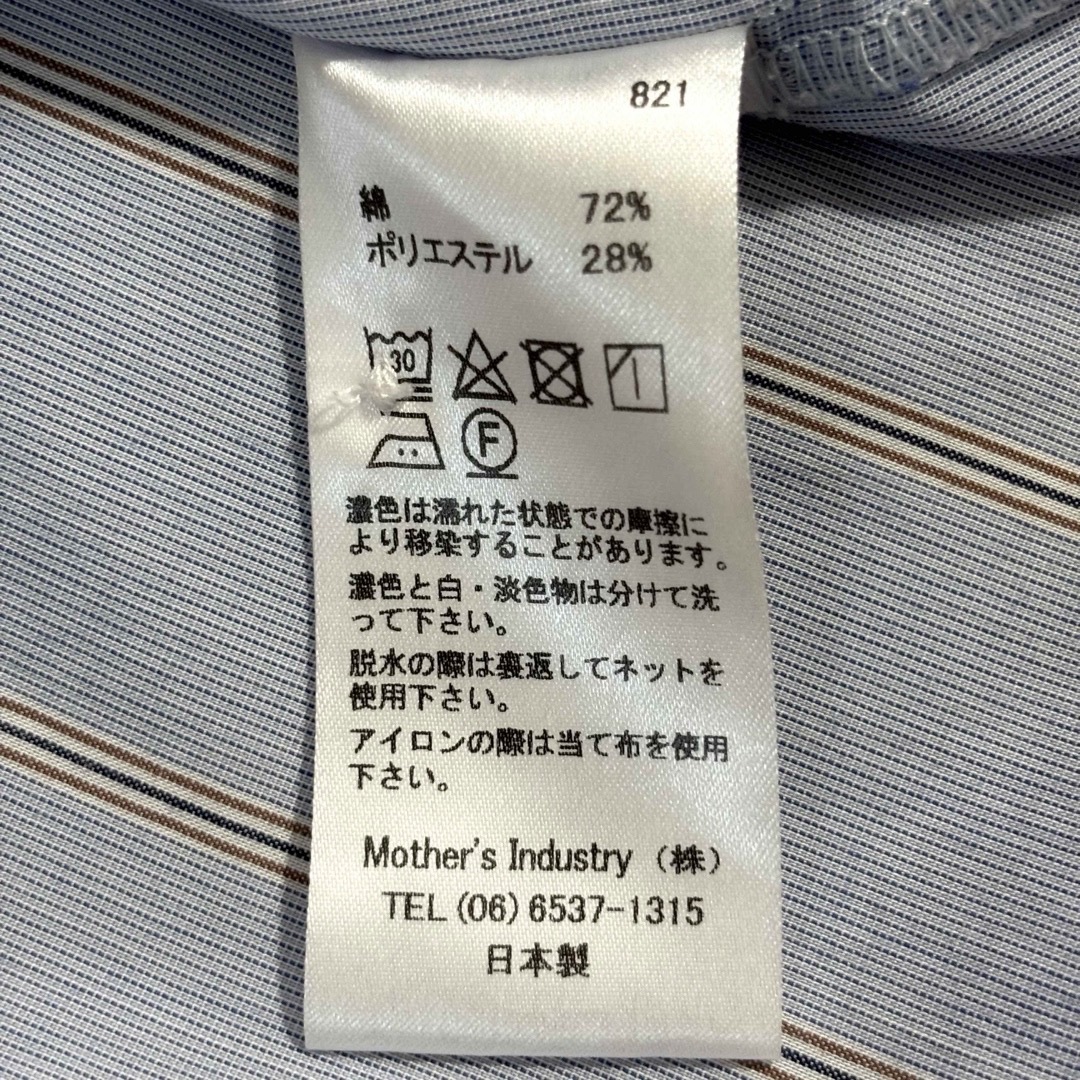 821
綿 72%
ポリエステル 28%
30
F
濃色は濡れた状態での摩擦に
より移染することがあります。
濃色と白・淡色物は分けて洗
って下さい。
脱水の際は裏返してネットを
使用下さい。
アイロンの際は当て布を使用
下さい。
Mother's Industry (株)
TEL (06) 6537-1315
日本製